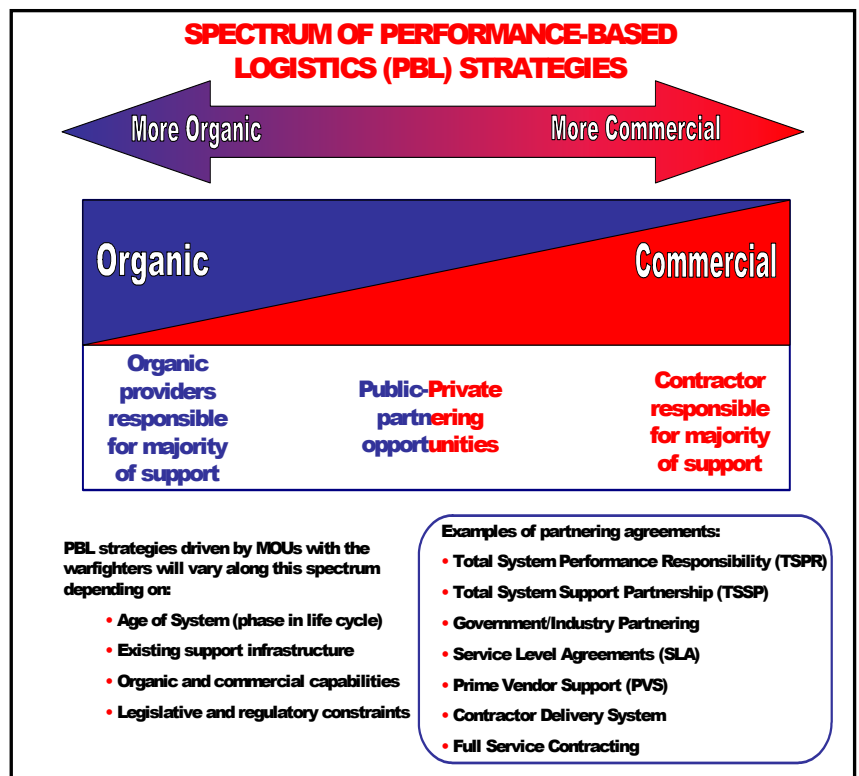 SPECTRUM OF PERFORMANCE-BASED
LOGISTICS (PBL) STRATEGIES
More Organic
More Commercial
Organic
Commercial
Organic
providers
responsible
for majority
of support
Public-Private
partnering
opportunities
Contractor
responsible
for majority
of support
PBL strategies driven by MOUs with the
warfighters will vary along this spectrum
depending on:
• Age of System (phase in life cycle)
• Existing support infrastructure
• Organic and commercial capabilities
• Legislative and regulatory constraints
Examples of partnering agreements:
• Total System Performance Responsibility (TSPR)
• Total System Support Partnership (TSSP)
• Government/Industry Partnering
• Service Level Agreements (SLA)
• Prime Vendor Support (PVS)
• Contractor Delivery System
• Full Service Contracting